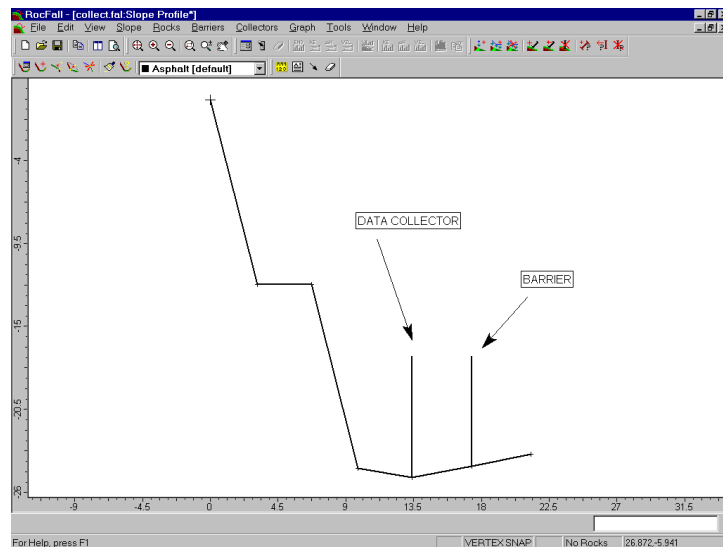 RocFall - [collect.fal:Slope Profile*]
File Edit View Slope Rocks Barriers Collectors Graph Tools Window Help
Asphalt [default]
-4
DATA COLLECTOR
-9.5
BARRIER
-15
-20.5
-26
-9 -4.5 0 4.5 9 13.5 18 22.5 27 31.5
For Help, press F1 VERTEX SNAP No Rocks 26.872,-5.941